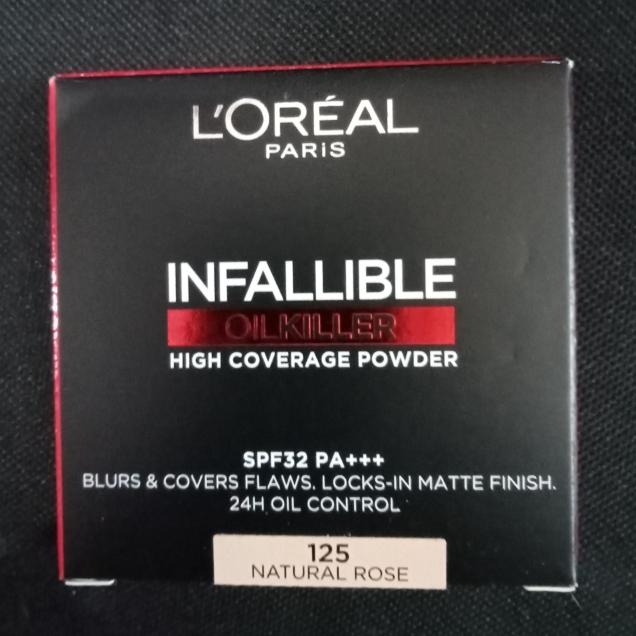 L'ORÉAL
PARiS
INFALLIBLE
OILKILLER
HIGH COVERAGE POWDER
SPF32 PA+++
BLURS & COVERS FLAWS. LOCKS-IN MATTE FINISH.
24H OIL CONTROL
125
NATURAL ROSE